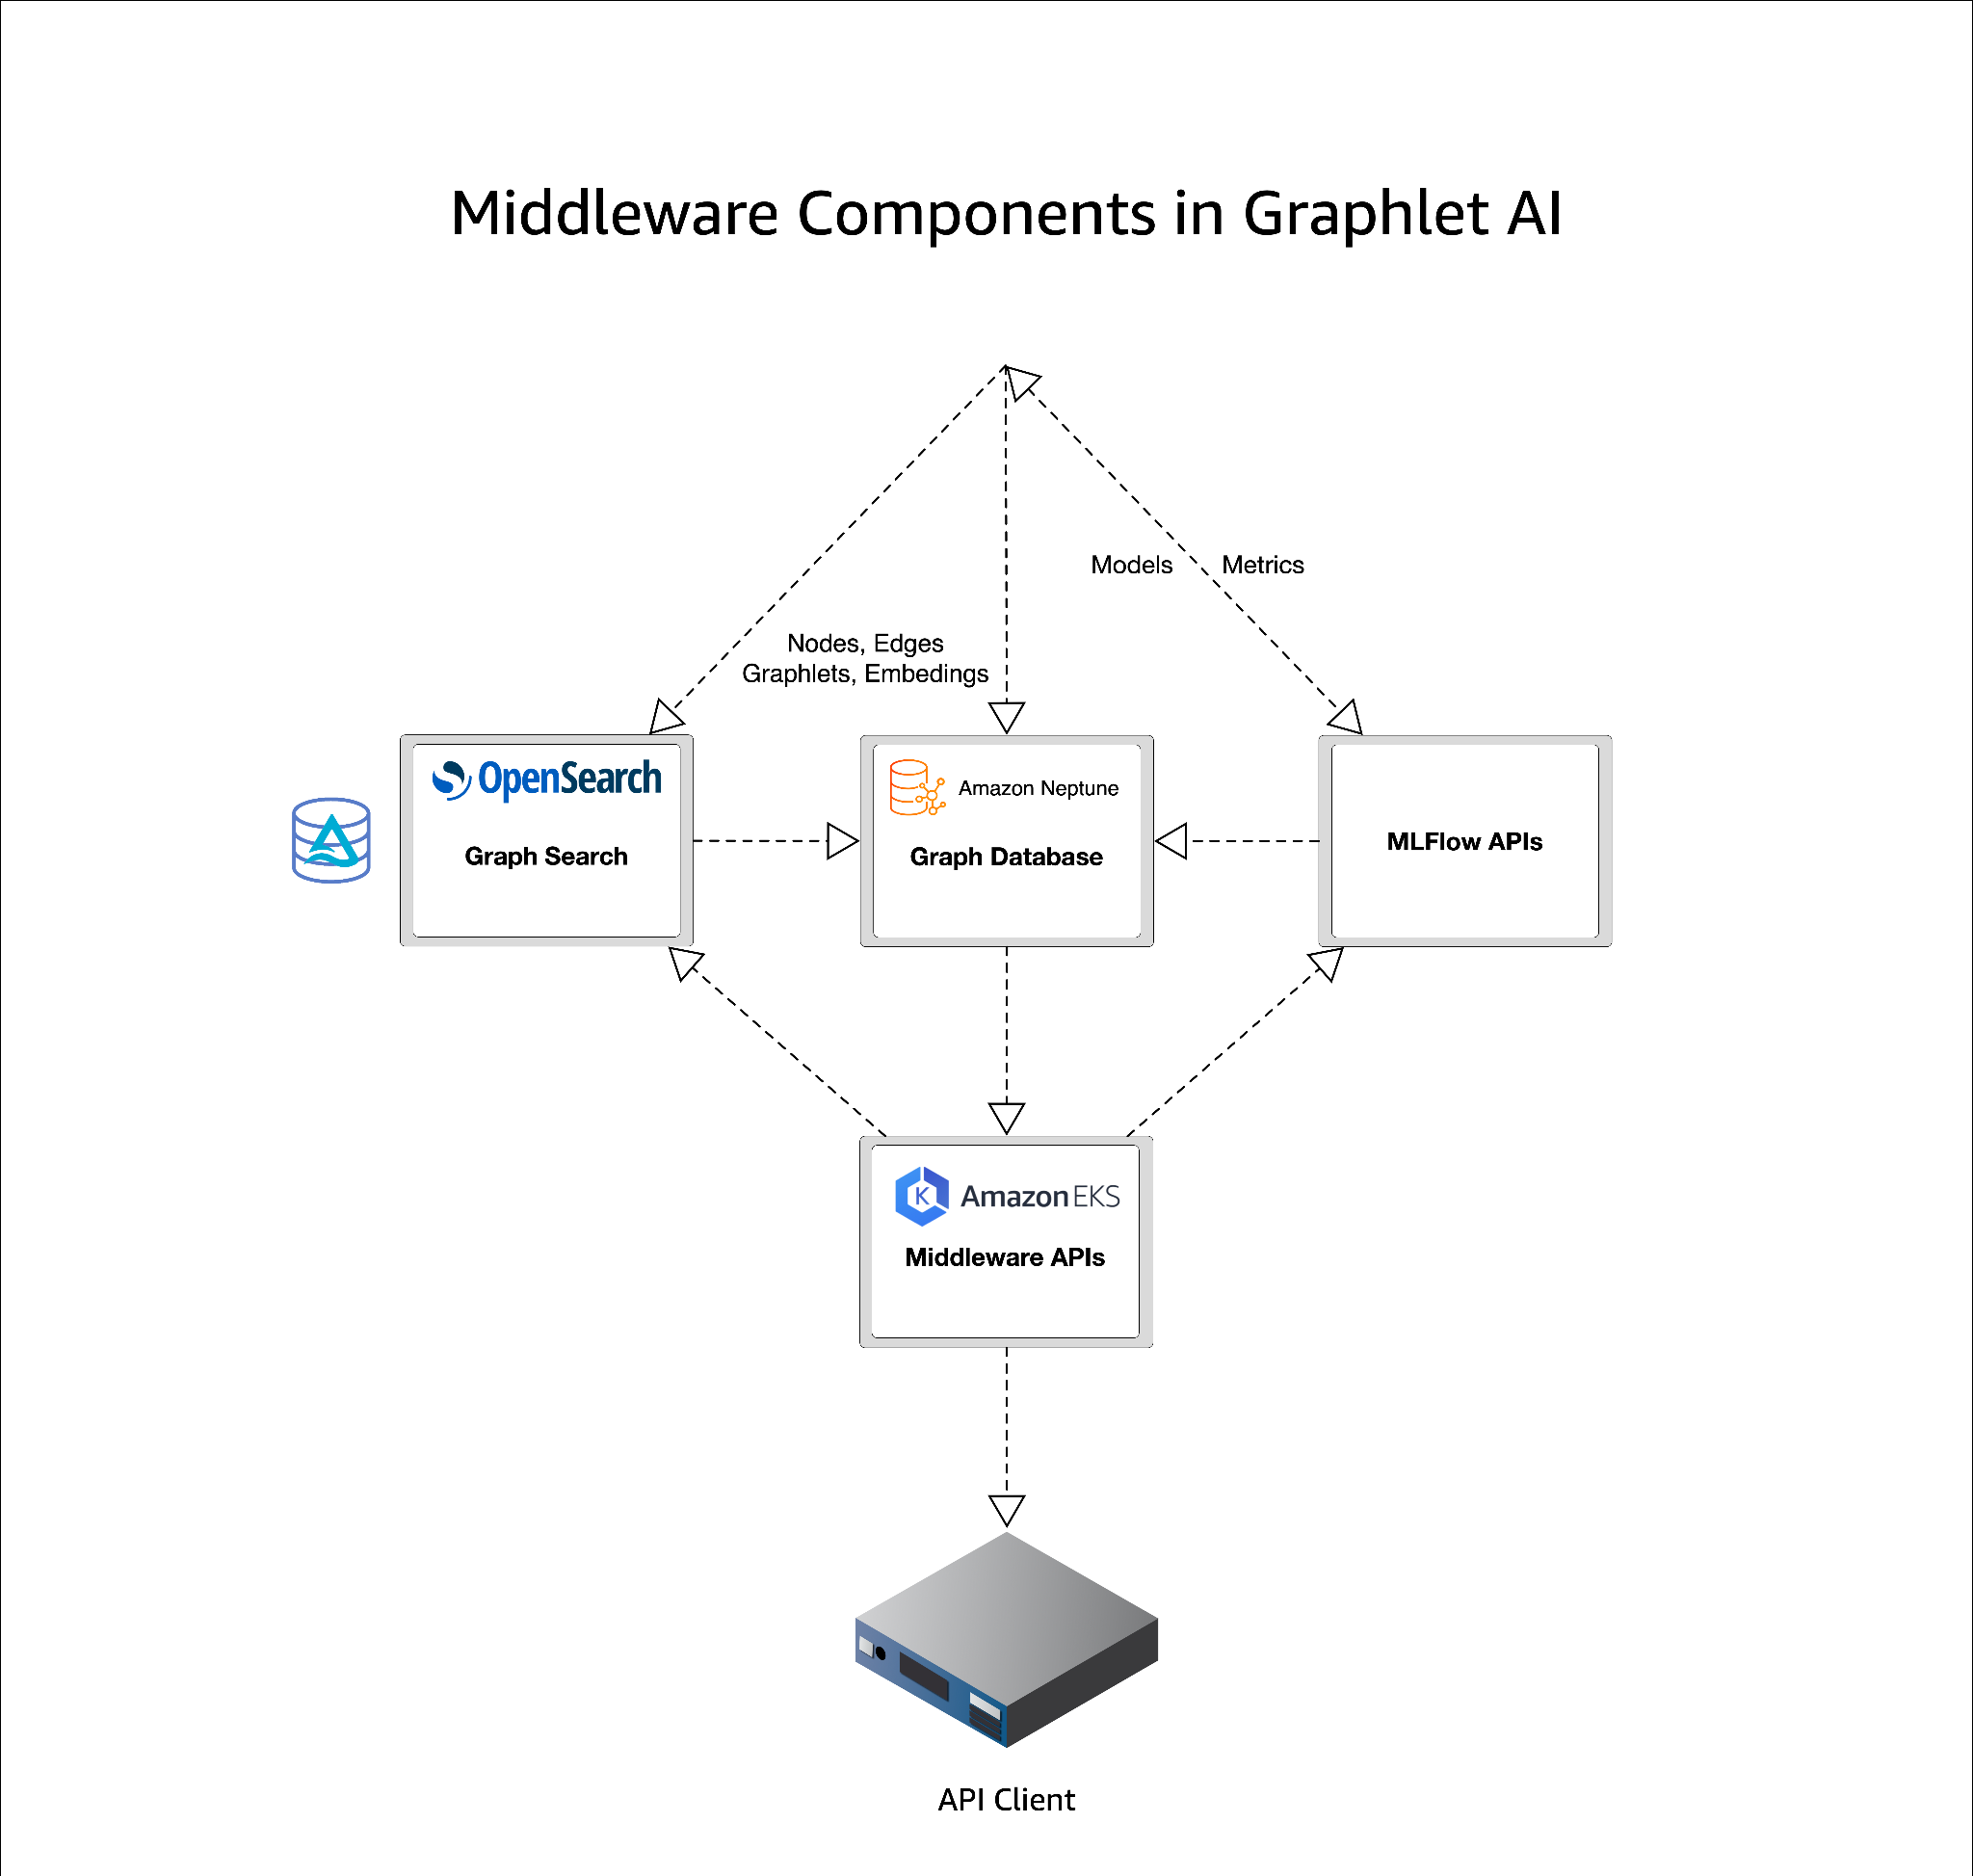 Middleware Components in Graphlet AI
Models
Metrics
Nodes, Edges
Graphlets, Embedings
OpenSearch
Graph Search
Amazon Neptune
Graph Database
MLFlow APIs
K
Amazon EKS
Middleware APIs
API Client